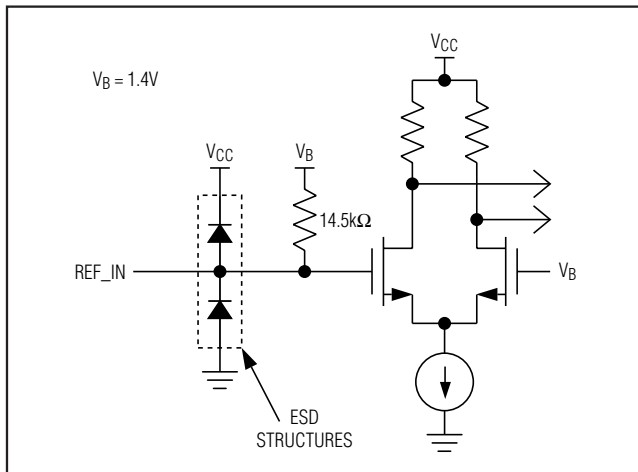 V_CC
V_B = 1.4V
V_CC
V_B
14.5kΩ
REF_IN
V_B
ESD
STRUCTURES